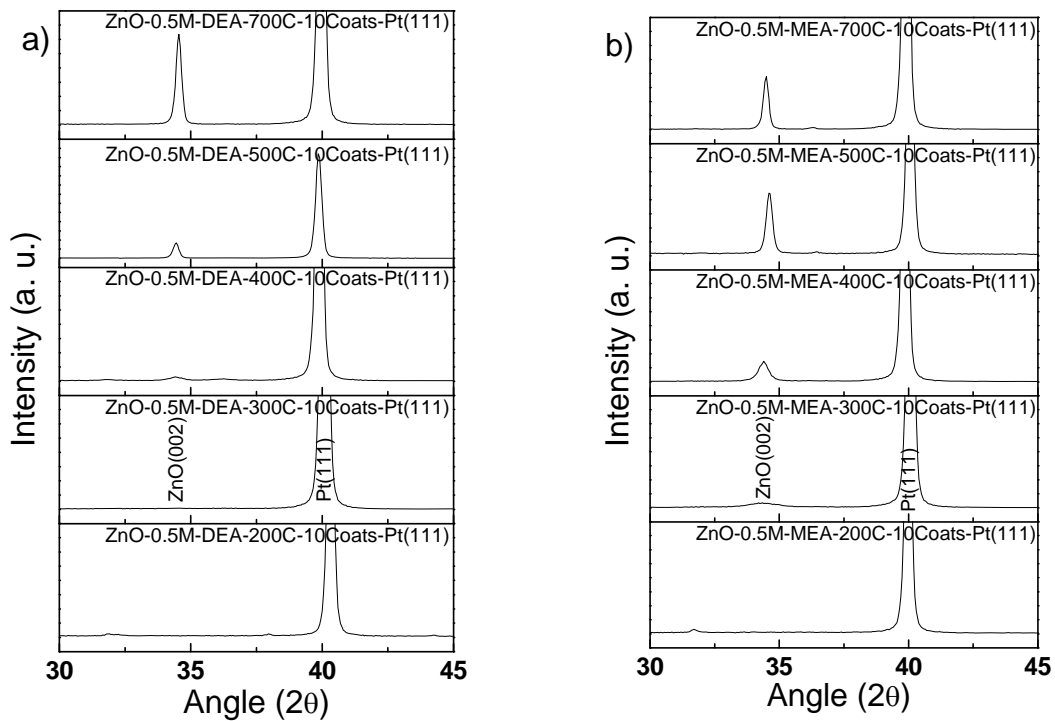 a)
ZnO-0.5M-DEA-700C-10Coats-Pt(111)
ZnO-0.5M-DEA-500C-10Coats-Pt(111)
ZnO-0.5M-DEA-400C-10Coats-Pt(111)
ZnO-0.5M-DEA-300C-10Coats-Pt(111)
ZnO(002)
Pt(111)
ZnO-0.5M-DEA-200C-10Coats-Pt(111)
Intensity (a. u.)
30 35 40 45
Angle (2θ)
b)
ZnO-0.5M-MEA-700C-10Coats-Pt(111)
ZnO-0.5M-MEA-500C-10Coats-Pt(111)
ZnO-0.5M-MEA-400C-10Coats-Pt(111)
ZnO-0.5M-MEA-300C-10Coats-Pt(111)
ZnO(002)
Pt(111)
ZnO-0.5M-MEA-200C-10Coats-Pt(111)
Intensity (a. u.)
30 35 40 45
Angle (2θ)